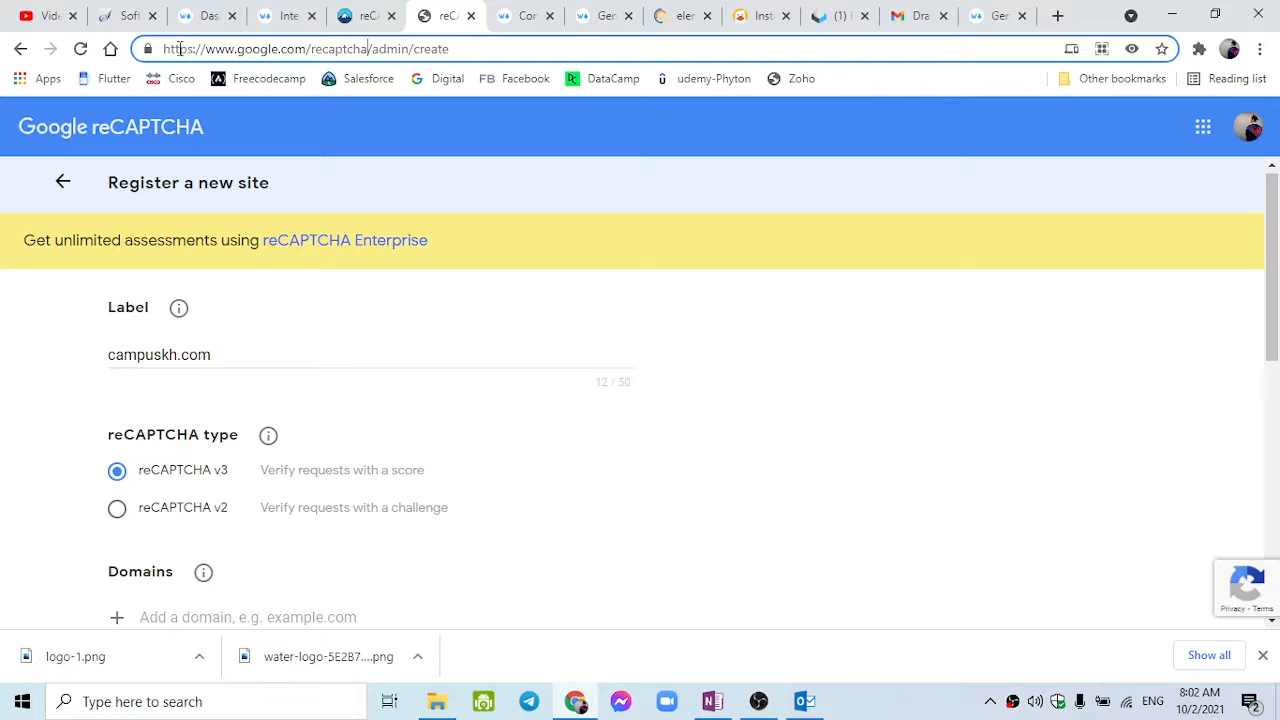 Vid
Soft
Das
Inte
reC
reC
Cor
Ger
eler
Inst
(1)
Dra
Ger
https://www.google.com/recaptcha/admin/create
Apps
Flutter
Cisco
Freecodecamp
Salesforce
Digital
FB Facebook
DataCamp
udemy-Phyton
Zoho
Other bookmarks
Reading list
Google reCAPTCHA
Register a new site
Get unlimited assessments using reCAPTCHA Enterprise
Label
campuskh.com
12 / 50
reCAPTCHA type
reCAPTCHA v3 Verify requests with a score
reCAPTCHA v2 Verify requests with a challenge
Domains
Add a domain, e.g. example.com
Privacy - Terms
logo-1.png
water-logo-5E2B7....png
Show all
Type here to search
ENG
8:02 AM
10/2/2021
2